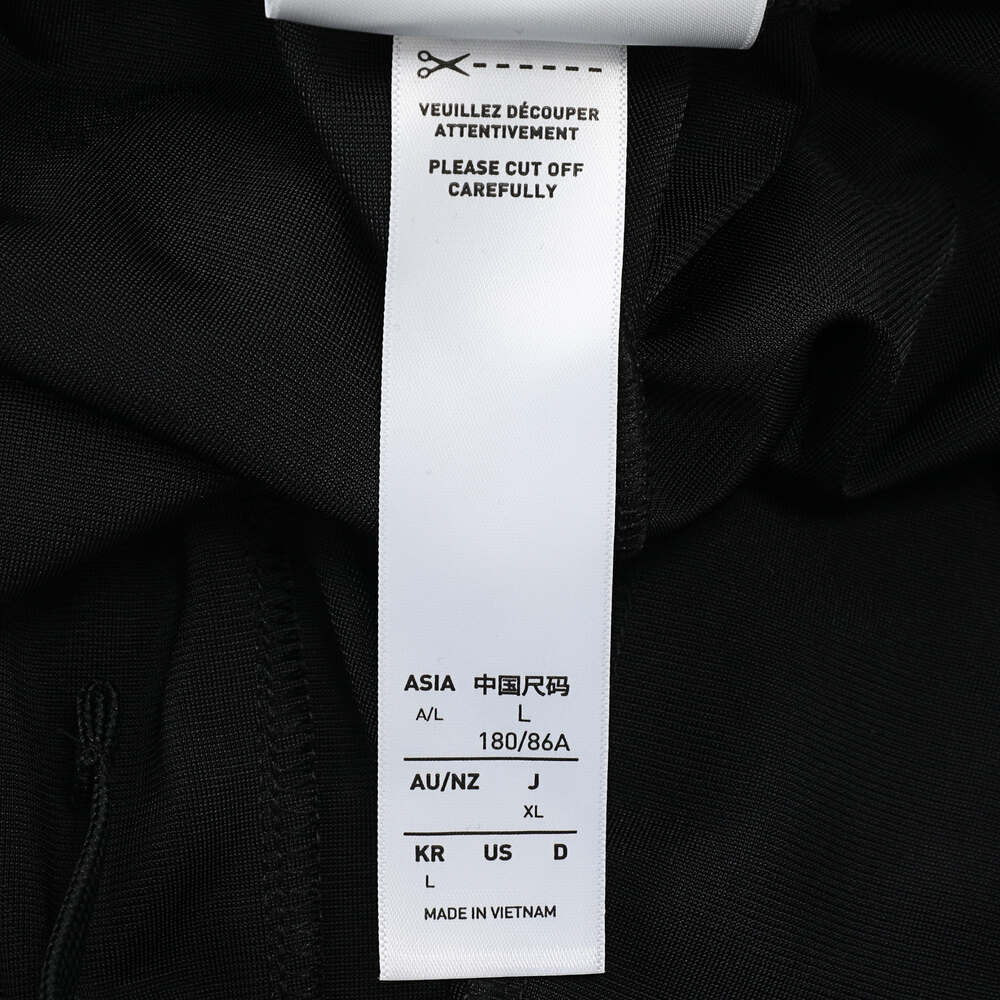 VEUILLEZ DÉCOUPER
ATTENTIVEMENT
PLEASE CUT OFF
CAREFULLY
ASIA 中国尺码
A/L L
180/86A
AU/NZ J
XL
KR US D
L
MADE IN VIETNAM